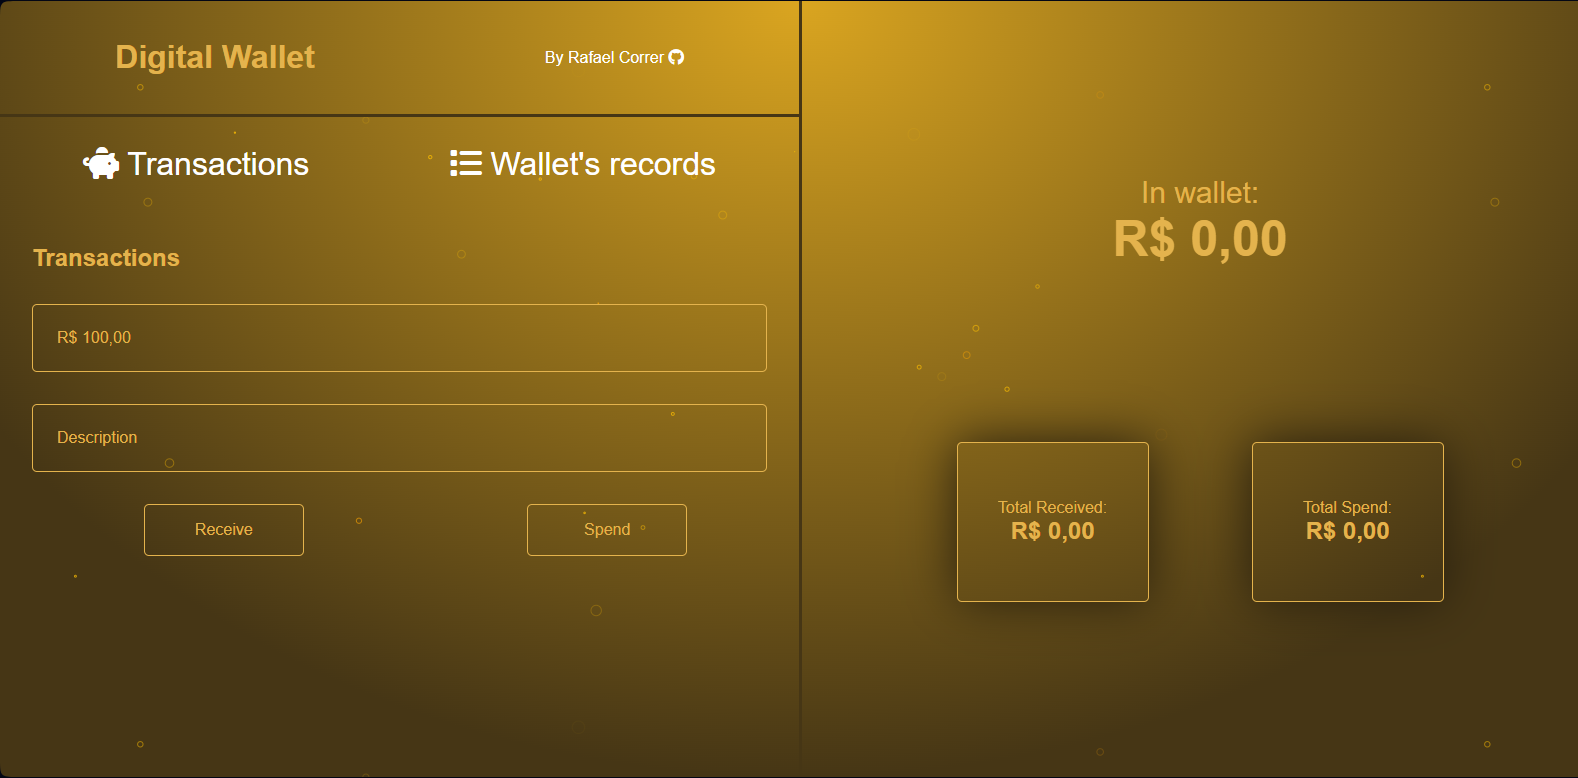 Digital Wallet
By Rafael Correr
Transactions
Wallet's records
Transactions
R$ 100,00
Description
Receive
Spend
In wallet:
R$ 0,00
Total Received:
R$ 0,00
Total Spend:
R$ 0,00